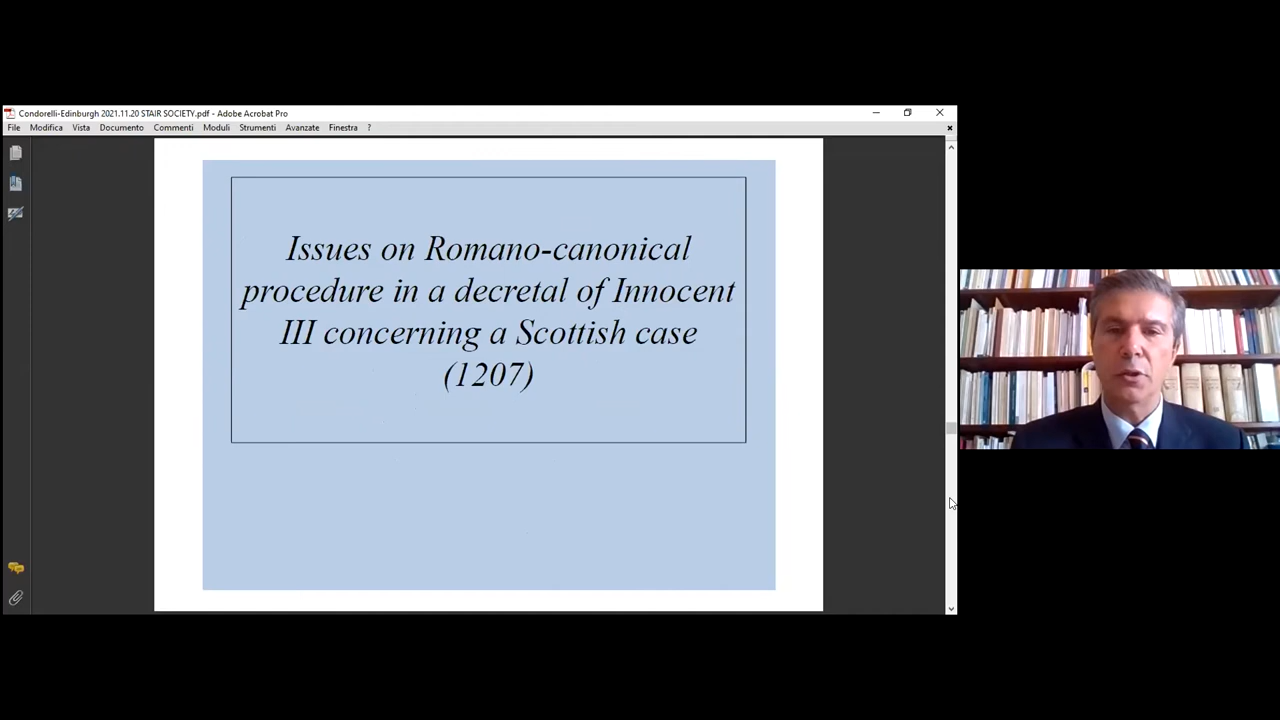 Condorelli-Edinburgh 2021.11.20 STAIR SOCIETY.pdf - Adobe Acrobat Pro
File Modifica Vista Documento Commenti Moduli Strumenti Avanzate Finestra ?
Issues on Romano-canonical
procedure in a decretal of Innocent
III concerning a Scottish case
(1207)